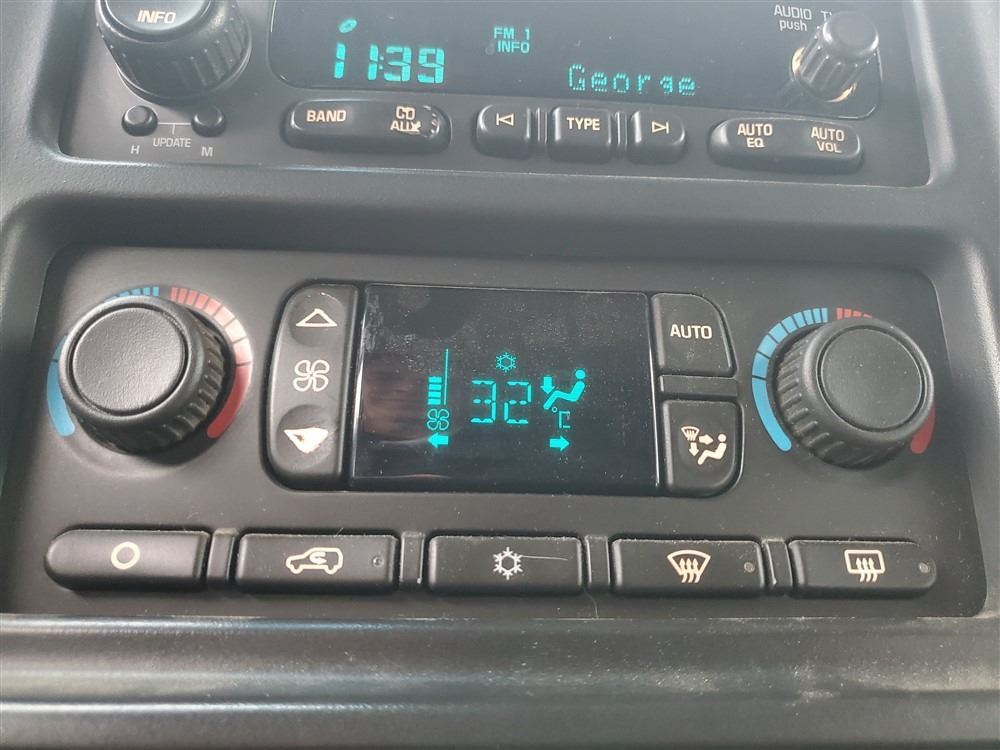 INFO
AUDIO
push
FM 1
INFO
11:39
George
BAND
CD
AUX
TYPE
AUTO
EQ
AUTO
VOL
H
UPDATE
M
AUTO
32
°C